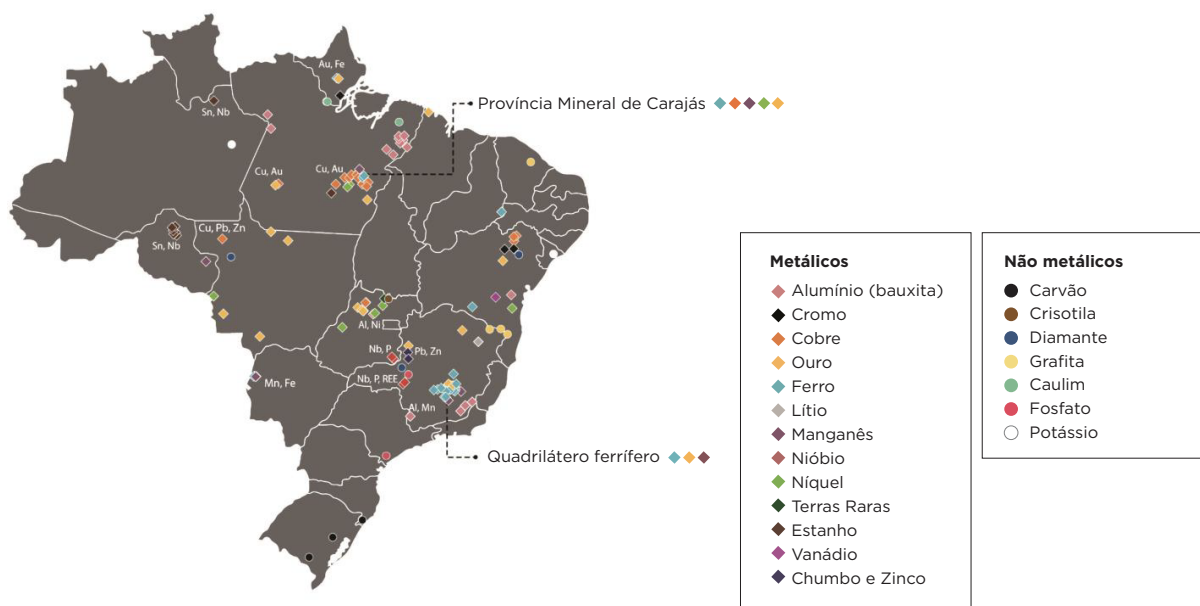 Au, Fe
Província Mineral de Carajás
Sn, Nb
Cu, Au
Cu, Au
Cu, Pb, Zn
Sn, Nb
Al, Ni
Nb, P
Pb, Zn
Mn, Fe
Nb, P, REE
Al, Mn
Quadrilátero ferrífero
Metálicos
Alumínio (bauxita)
Cromo
Cobre
Ouro
Ferro
Lítio
Manganês
Nióbio
Níquel
Terras Raras
Estanho
Vanádio
Chumbo e Zinco
Não metálicos
Carvão
Crisotila
Diamante
Grafita
Caulim
Fosfato
Potássio